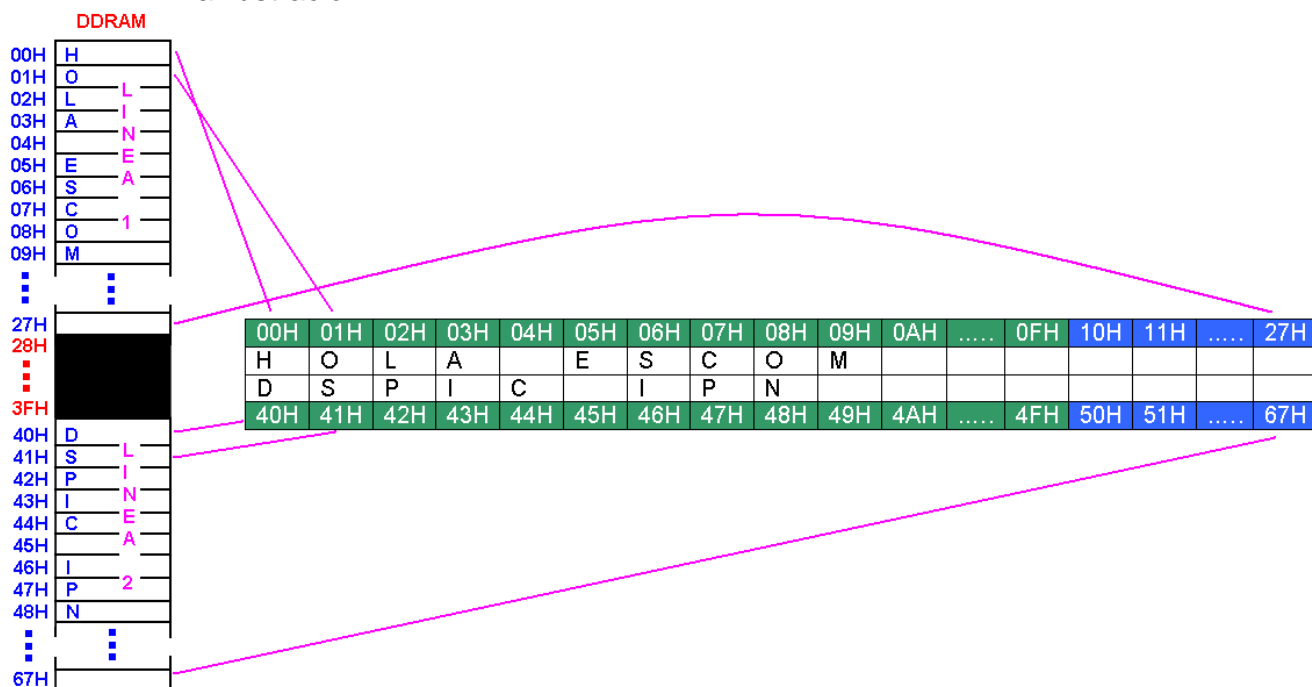 DDRAM
00H H
01H O
02H L
03H A
04H
05H E
06H S
07H C
08H O
09H M
LINEA 1
27H
28H
3FH
40H D
41H S
42H P
43H I
44H C
45H
46H I
47H P
48H N
LINEA 2
67H
00H 01H 02H 03H 04H 05H 06H 07H 08H 09H 0AH ..... 0FH 10H 11H ..... 27H
H O L A E S C O M
D S P I C I P N
40H 41H 42H 43H 44H 45H 46H 47H 48H 49H 4AH ..... 4FH 50H 51H ..... 67H